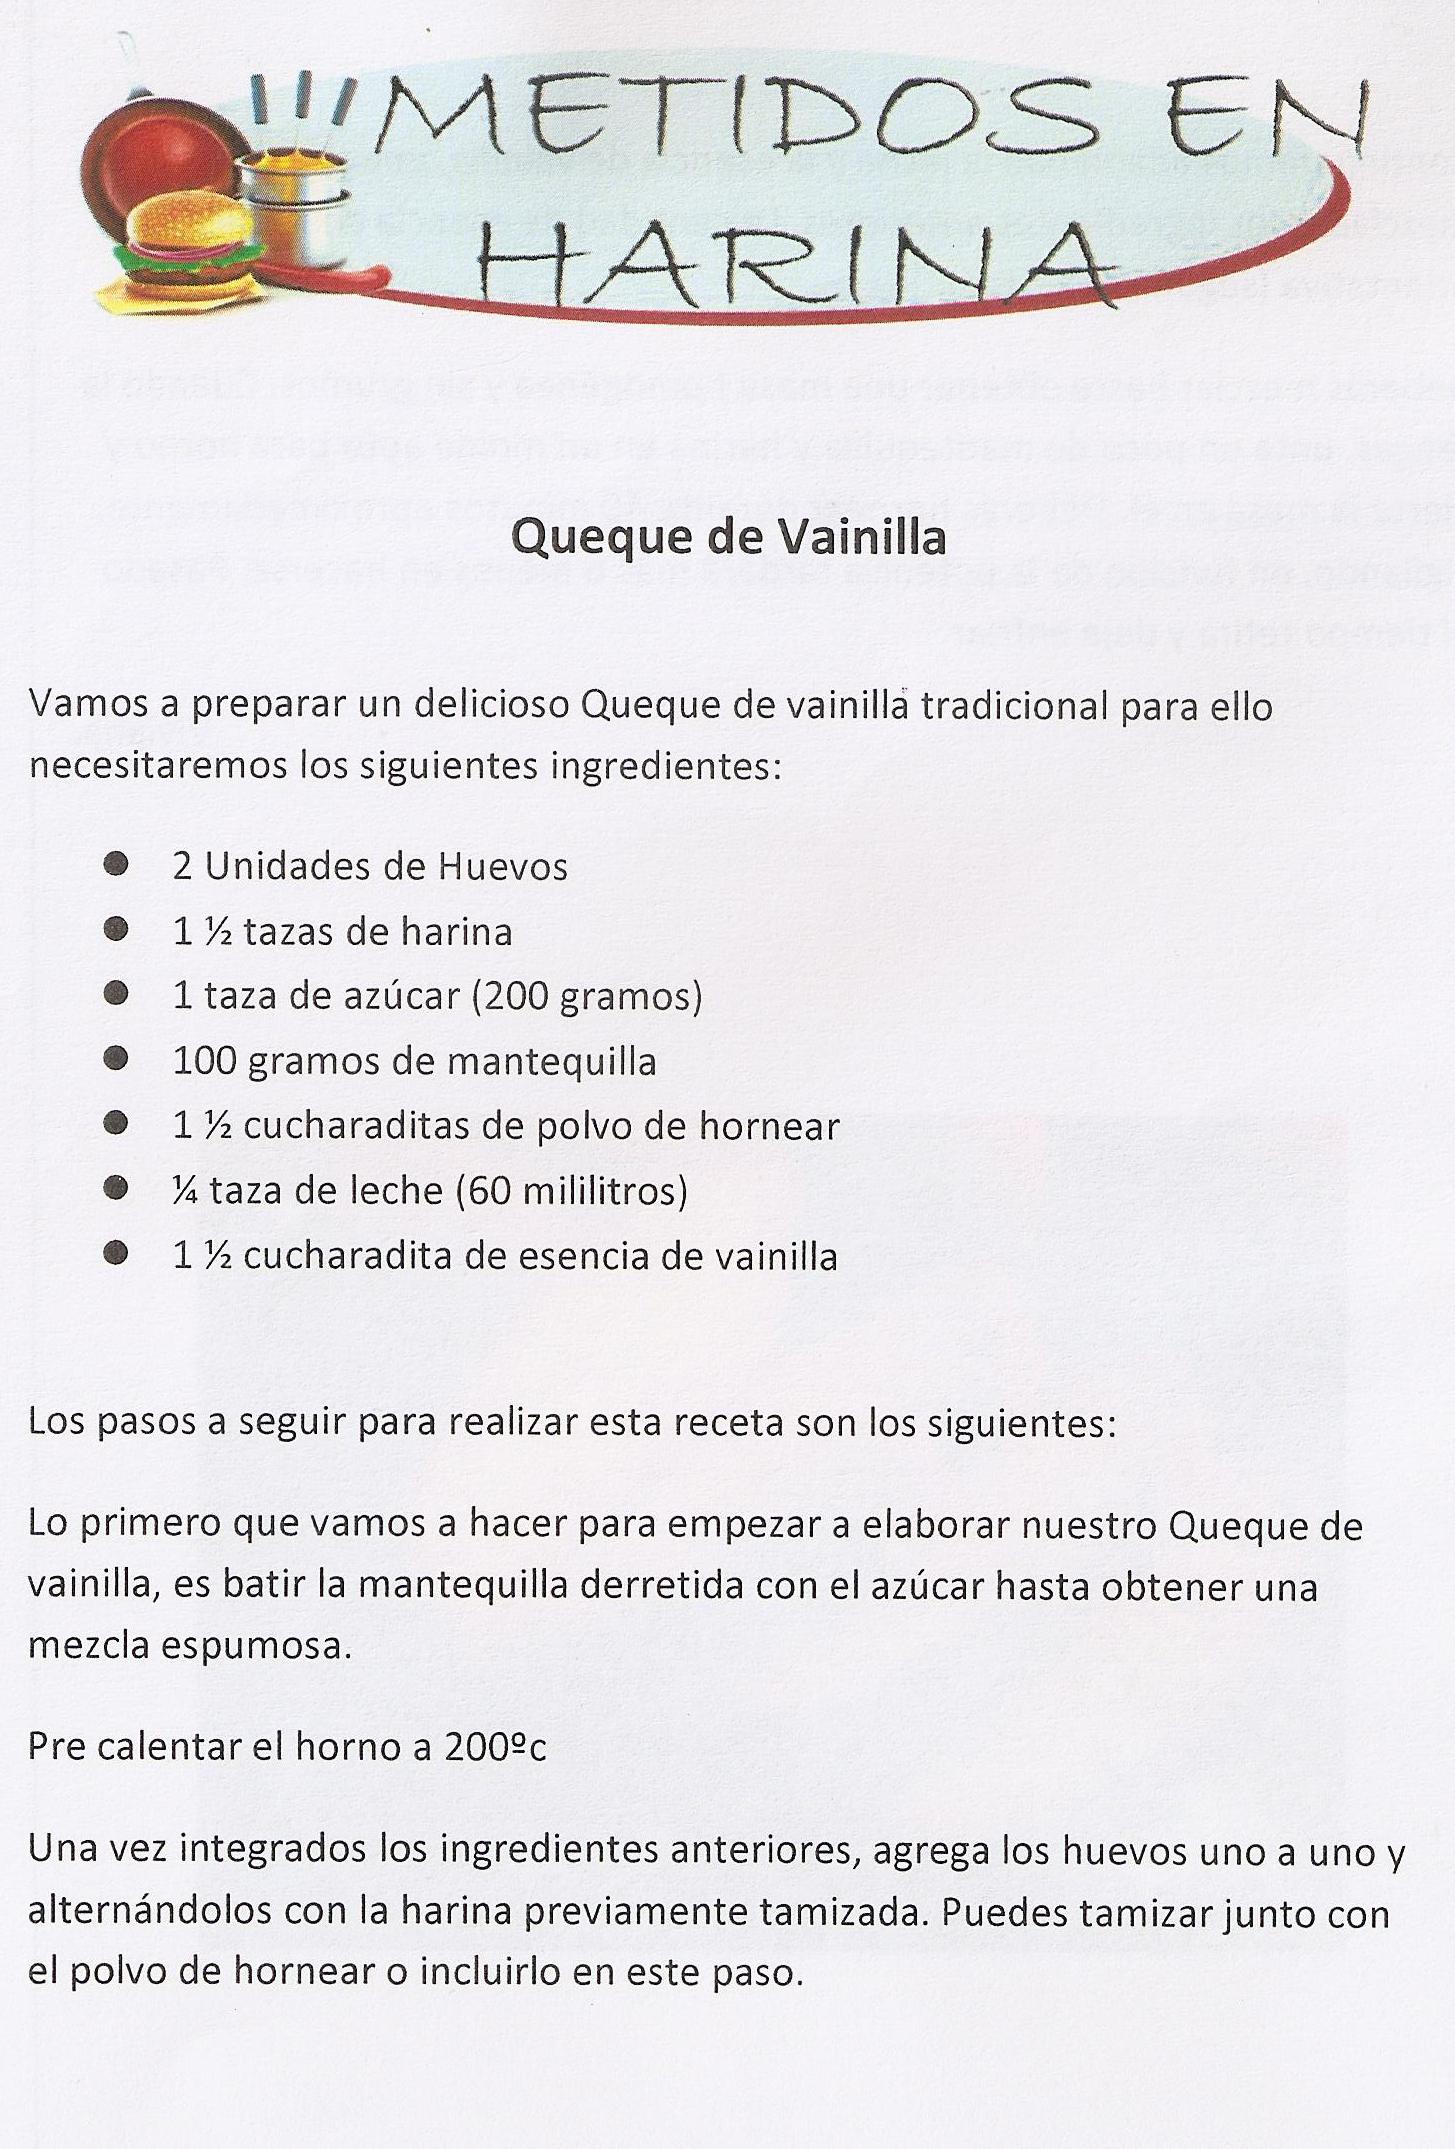 METIDOS EN
HARINA
Queque de Vainilla
Vamos a preparar un delicioso Queque de vainilla tradicional para ello
necesitaremos los siguientes ingredientes:
● 2 Unidades de Huevos
● 1 ½ tazas de harina
● 1 taza de azúcar (200 gramos)
● 100 gramos de mantequilla
● 1 ½ cucharaditas de polvo de hornear
● ¼ taza de leche (60 mililitros)
● 1 ½ cucharadita de esencia de vainilla
Los pasos a seguir para realizar esta receta son los siguientes:
Lo primero que vamos a hacer para empezar a elaborar nuestro Queque de
vainilla, es batir la mantequilla derretida con el azúcar hasta obtener una
mezcla espumosa.
Pre calentar el horno a 200ºc
Una vez integrados los ingredientes anteriores, agrega los huevos uno a uno y
alternándolos con la harina previamente tamizada. Puedes tamizar junto con
el polvo de hornear o incluirlo en este paso.